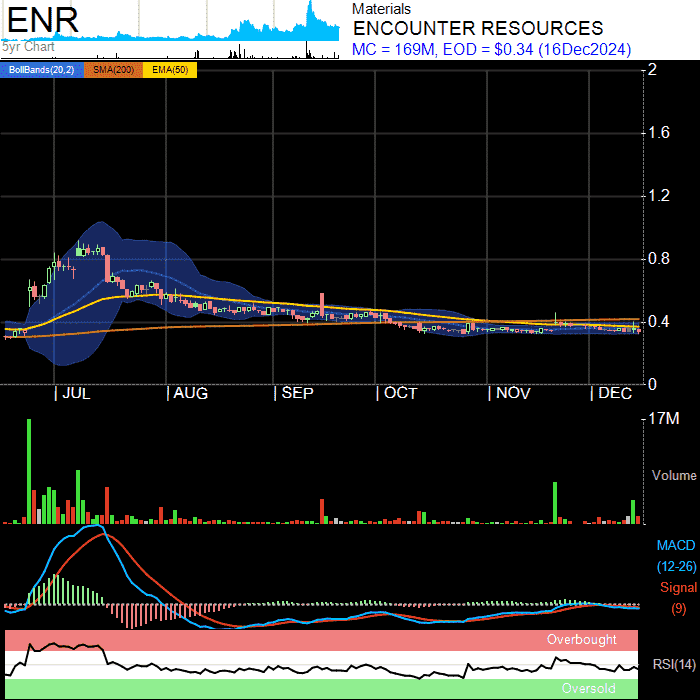 ENR
5yr Chart
Materials
ENCOUNTER RESOURCES
MC = 169M, EOD = $0.34 (16Dec2024)
BollBands(20,2) SMA(200) EMA(50)
2
1.6
1.2
0.8
0.4
0
JUL AUG SEP OCT NOV DEC
17M
Volume
MACD
(12-26)
Signal
(9)
Overbought
RSI(14)
Oversold